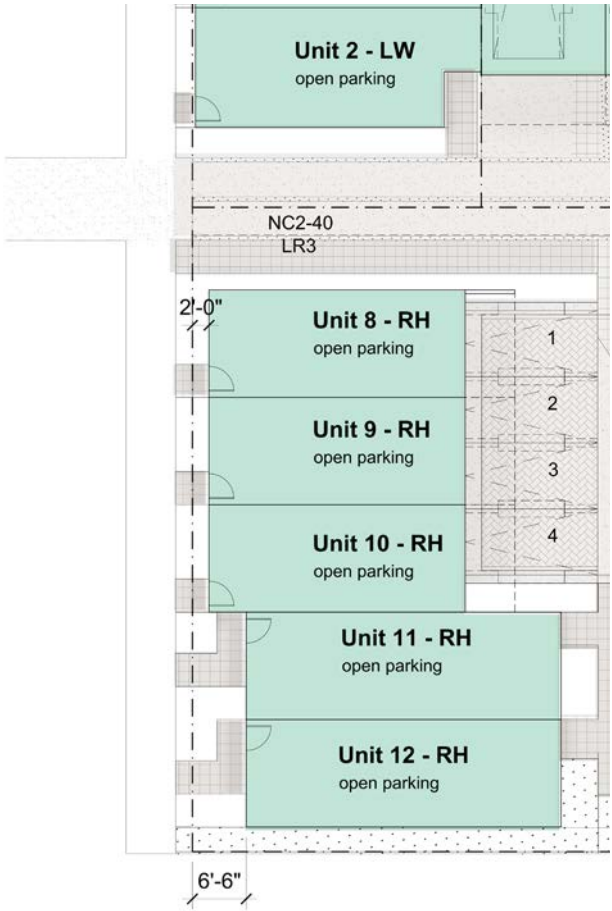 Unit 2 - LW
open parking
NC2-40
LR3
2'-0"
Unit 8 - RH
open parking
1
2
Unit 9 - RH
open parking
3
4
Unit 10 - RH
open parking
Unit 11 - RH
open parking
Unit 12 - RH
open parking
6'-6"